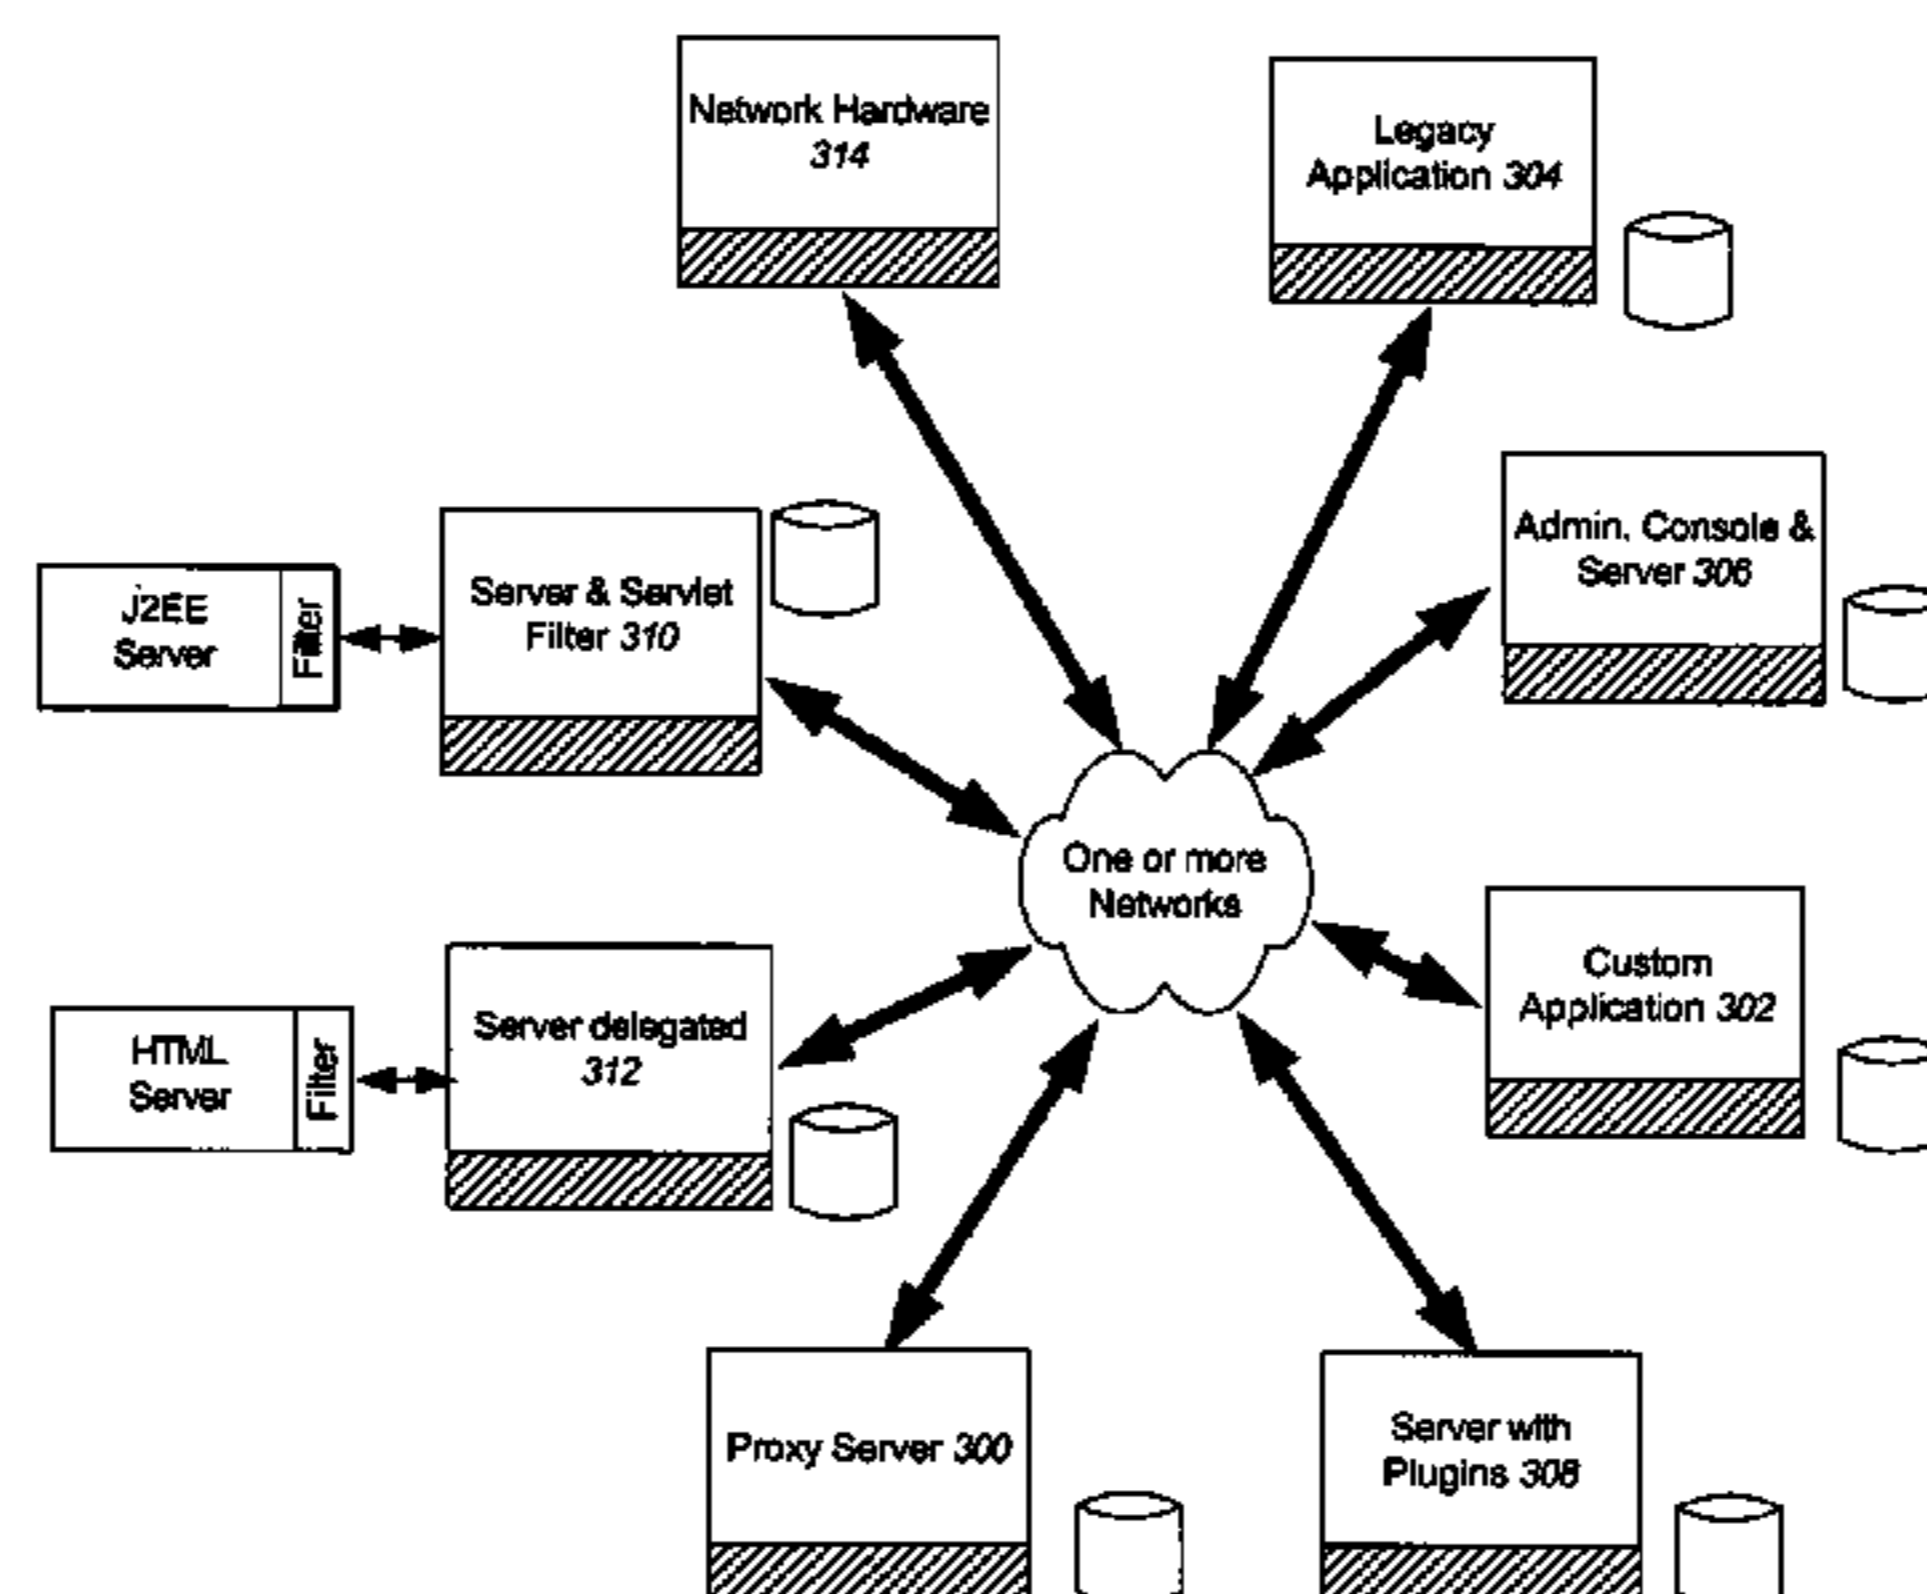 Network Hardware
314
Legacy
Application 304
Admin. Console &
Server 306
Server & Servlet
Filter 310
J2EE
Server
Filter
One or more
Networks
Custom
Application 302
Server delegated
312
HTML
Server
Filter
Proxy Server 300
Server with
Plugins 308